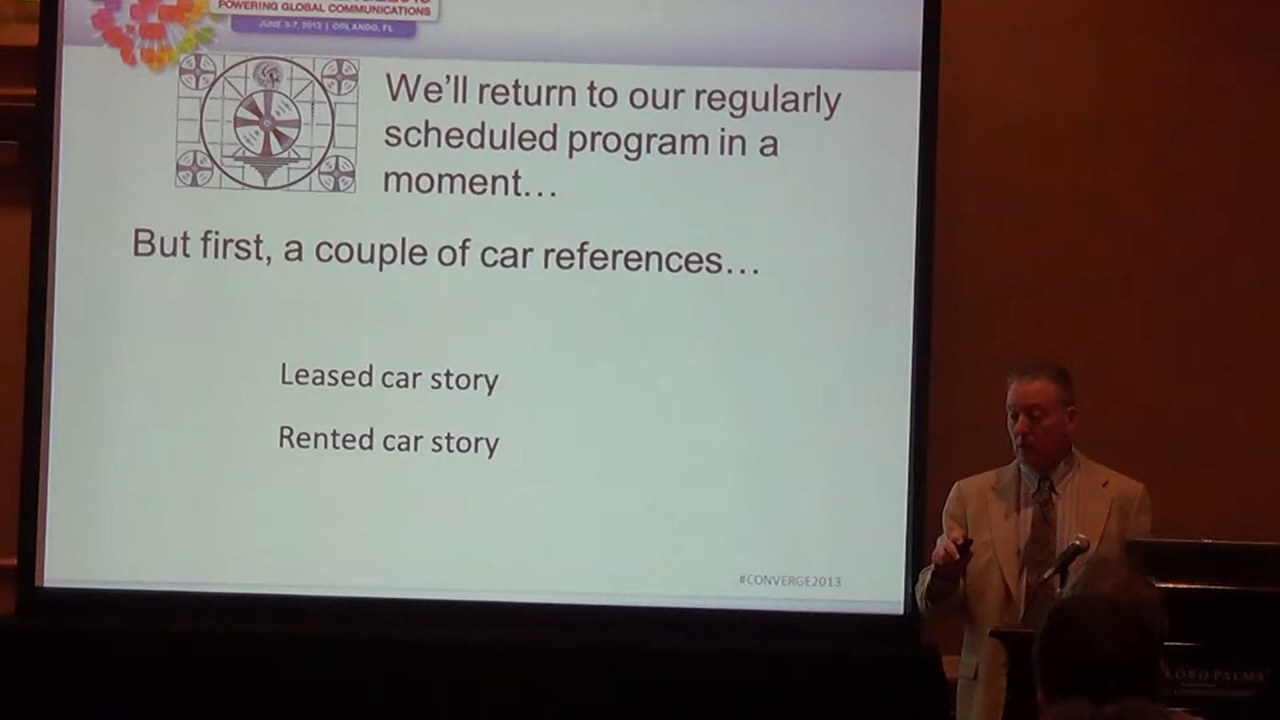 POWERING GLOBAL COMMUNICATIONS
JUNE 3-7, 2013 | ORLANDO, FL
We'll return to our regularly
scheduled program in a
moment…
But first, a couple of car references…
Leased car story
Rented car story
#CONVERGE2013
PALMS